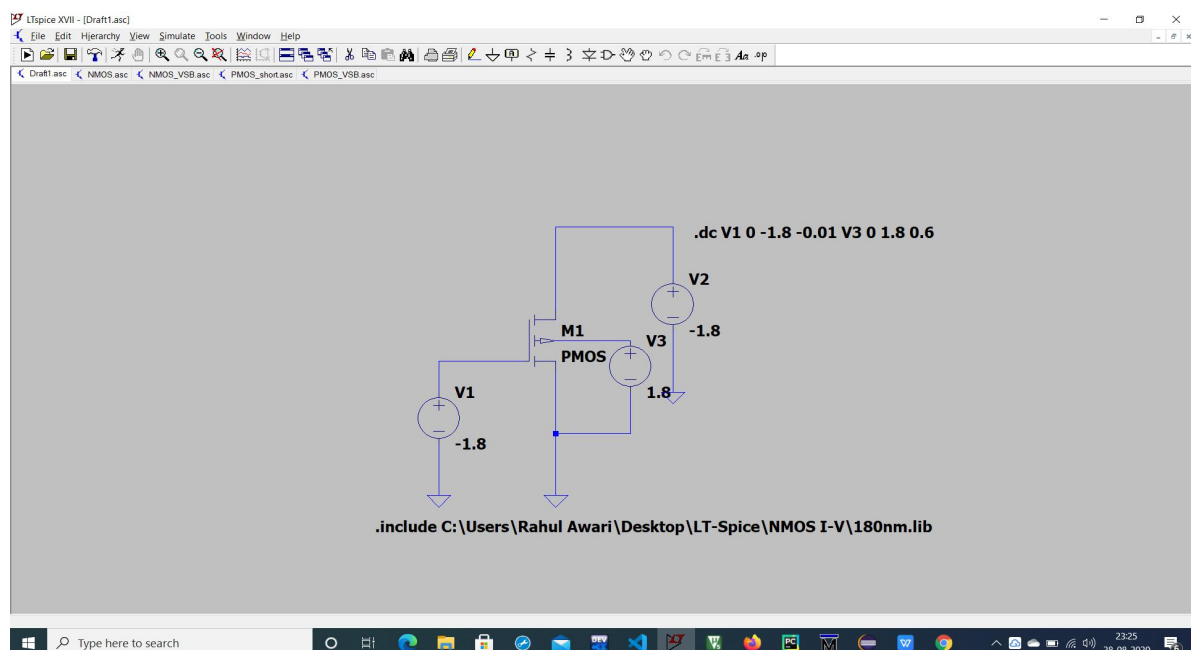 LTspice XVII - [Draft1.asc]
File Edit Hierarchy View Simulate Tools Window Help
Draft1.asc NMOS.asc NMOS_VSB.asc PMOS_short.asc PMOS_VSB.asc
.dc V1 0 -1.8 -0.01 V3 0 1.8 0.6
V2
-1.8
M1
PMOS
V3
1.8
V1
-1.8
.include C:\Users\Rahul Awari\Desktop\LT-Spice\NMOS I-V\180nm.lib
Type here to search
23:25
28-08-2020